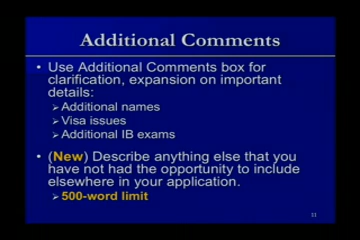 Additional Comments
• Use Additional Comments box for
clarification, expansion on important
details:
➢ Additional names
➢ Visa issues
➢ Additional IB exams
• (New) Describe anything else that you
have not had the opportunity to include
elsewhere in your application.
➢ 500-word limit
11